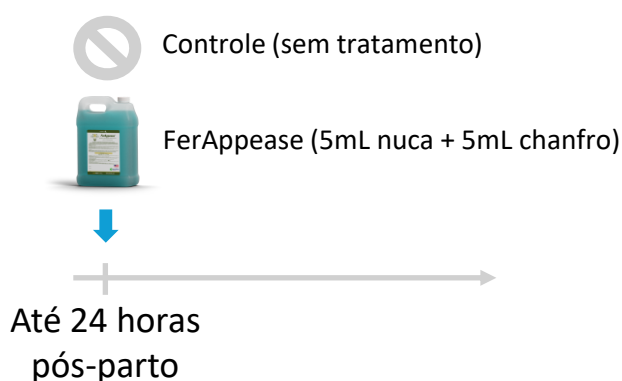 Controle (sem tratamento)
FerAppease (5mL nuca + 5mL chanfro)
Até 24 horas
pós-parto